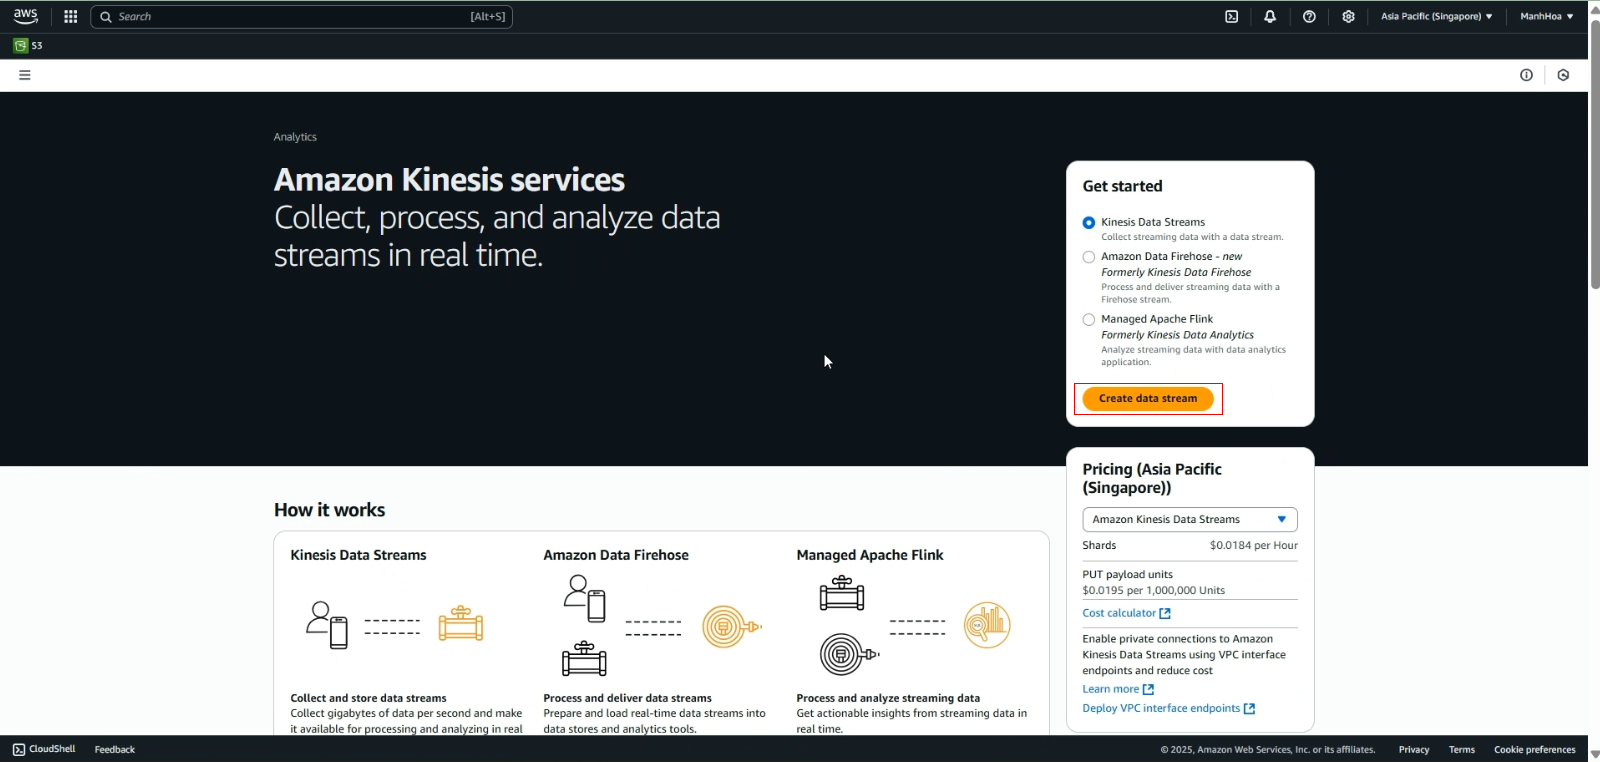 aws
Search
[Alt+S]
Asia Pacific (Singapore)
ManhHoa
S3
Analytics
Amazon Kinesis services
Collect, process, and analyze data
streams in real time.
Get started
Kinesis Data Streams
Collect streaming data with a data stream.
Amazon Data Firehose - new
Formerly Kinesis Data Firehose
Process and deliver streaming data with a
Firehose stream.
Managed Apache Flink
Formerly Kinesis Data Analytics
Analyze streaming data with data analytics
application.
Create data stream
Pricing (Asia Pacific
(Singapore))
Amazon Kinesis Data Streams
Shards $0.0184 per Hour
PUT payload units
$0.0195 per 1,000,000 Units
Cost calculator
Enable private connections to Amazon
Kinesis Data Streams using VPC interface
endpoints and reduce cost
Learn more
Deploy VPC interface endpoints
How it works
Kinesis Data Streams
Collect and store data streams
Collect gigabytes of data per second and make
it available for processing and analyzing in real
Amazon Data Firehose
Process and deliver data streams
Prepare and load real-time data streams into
data stores and analytics tools.
Managed Apache Flink
Process and analyze streaming data
Get actionable insights from streaming data in
real time.
CloudShell
Feedback
© 2025, Amazon Web Services, Inc. or its affiliates.
Privacy
Terms
Cookie preferences